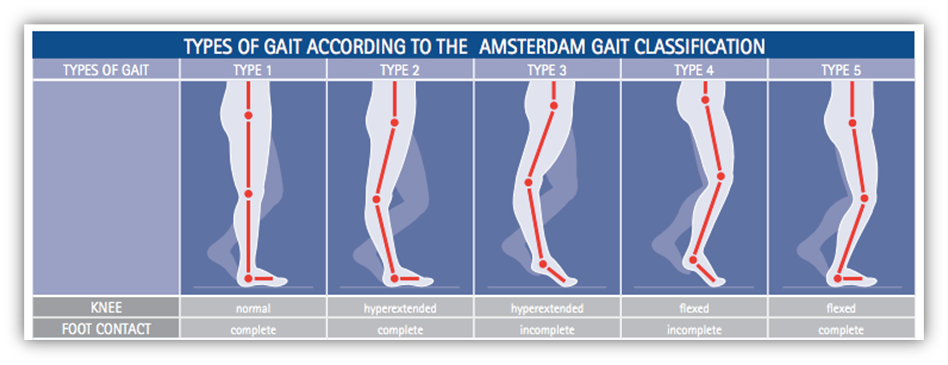 TYPES OF GAIT ACCORDING TO THE AMSTERDAM GAIT CLASSIFICATION
TYPES OF GAIT TYPE 1 TYPE 2 TYPE 3 TYPE 4 TYPE 5
KNEE normal hyperextended hyperextended flexed flexed
FOOT CONTACT complete complete incomplete incomplete complete